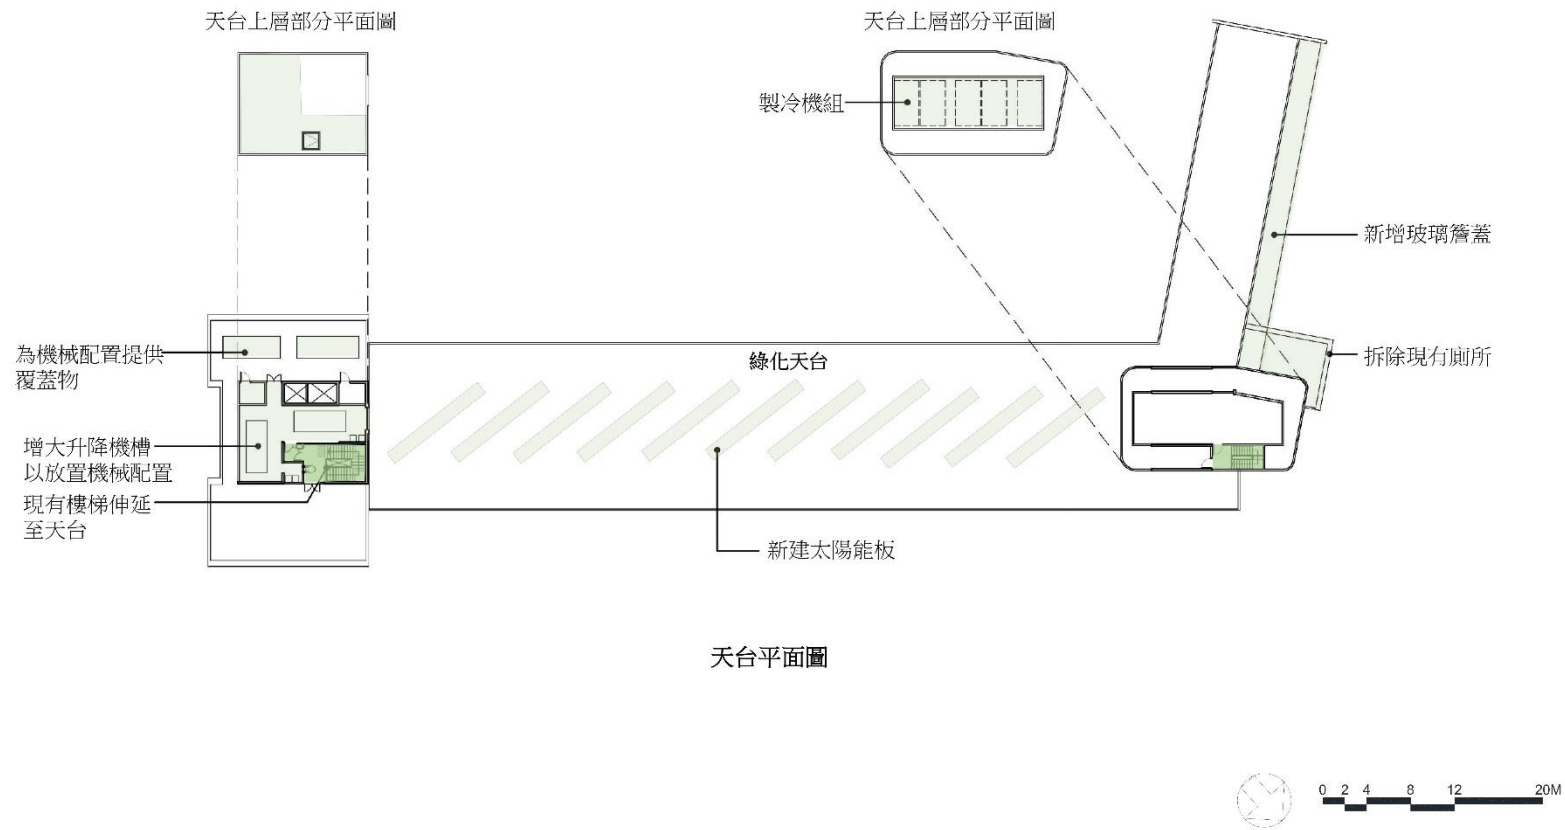 天台上層部分平面圖
天台上層部分平面圖
製冷機組
新增玻璃簷蓋
為機械配置提供
覆蓋物
綠化天台
拆除現有廁所
增大升降機槽
以放置機械配置
現有樓梯伸延
至天台
新建太陽能板
天台平面圖
0 2 4 8 12 20M